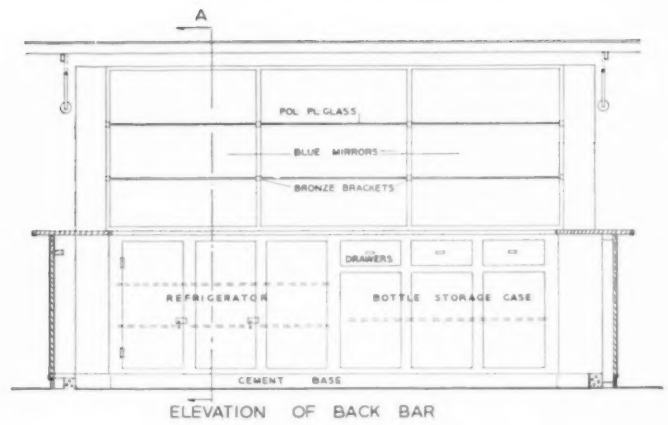 A
POL PL GLASS
BLUE MIRRORS
BRONZE BRACKETS
DRAWERS
REFRIGERATOR
BOTTLE STORAGE CASE
CEMENT BASE
ELEVATION OF BACK BAR